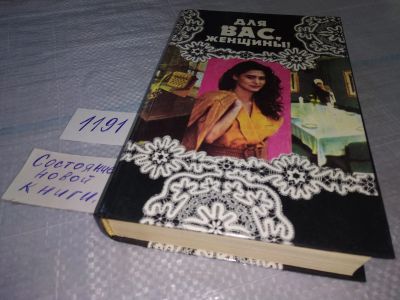 ДЛЯ
ВАС,
ЖЕНЩИНЫ!
1191
Состояние
новой
книги.